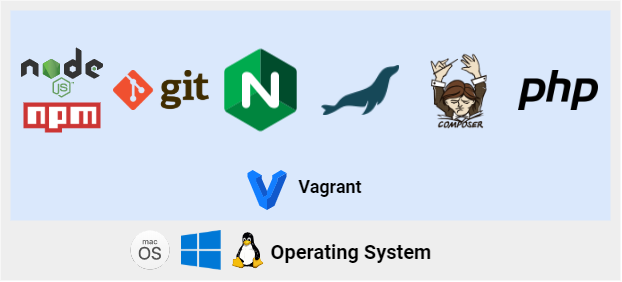 node
JS
npm
git
N
COMPOSER
php
Vagrant
mac
OS
Operating System